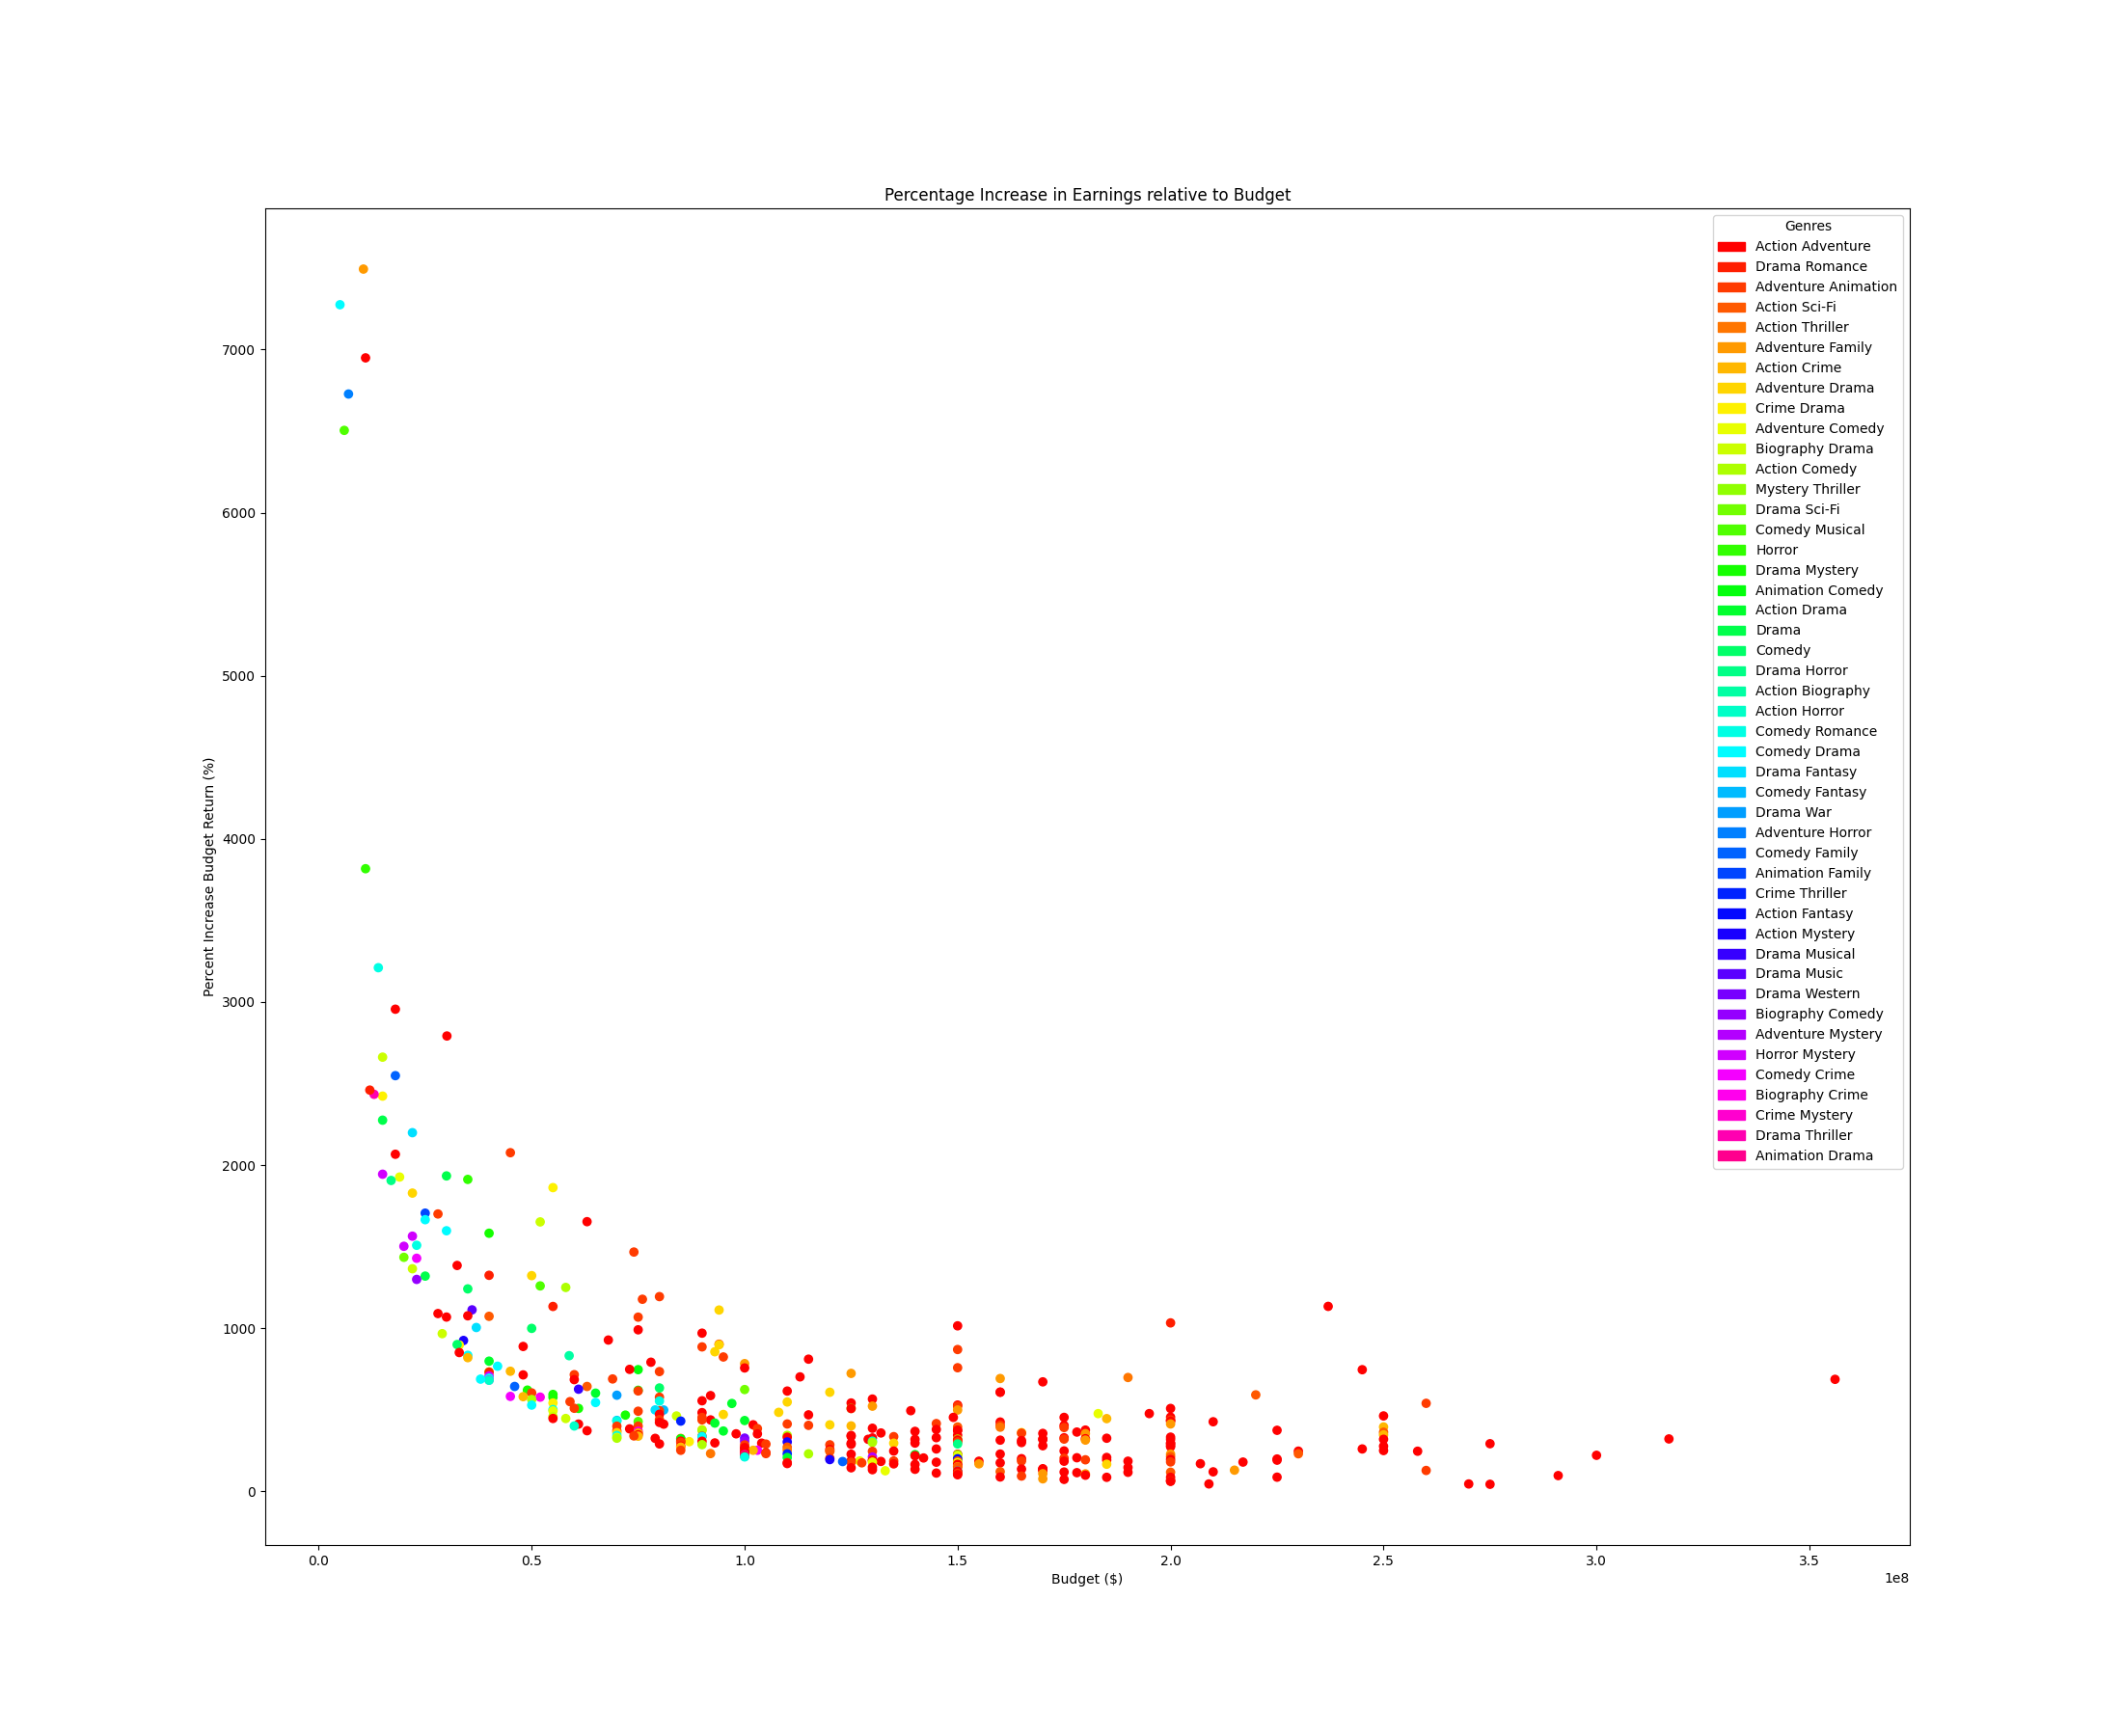 Percentage Increase in Earnings relative to Budget
Genres
Action Adventure
Drama Romance
Adventure Animation
Action Sci-Fi
Action Thriller
Adventure Family
Action Crime
Adventure Drama
Crime Drama
Adventure Comedy
Biography Drama
Action Comedy
Mystery Thriller
Drama Sci-Fi
Comedy Musical
Horror
Drama Mystery
Animation Comedy
Action Drama
Drama
Comedy
Drama Horror
Action Biography
Action Horror
Comedy Romance
Comedy Drama
Drama Fantasy
Comedy Fantasy
Drama War
Adventure Horror
Comedy Family
Animation Family
Crime Thriller
Action Fantasy
Action Mystery
Drama Musical
Drama Music
Drama Western
Biography Comedy
Adventure Mystery
Horror Mystery
Comedy Crime
Biography Crime
Crime Mystery
Drama Thriller
Animation Drama
Percent Increase Budget Return (%)
7000
6000
5000
4000
3000
2000
1000
0
0.0 0.5 1.0 1.5 2.0 2.5 3.0 3.5
Budget ($)
1e8